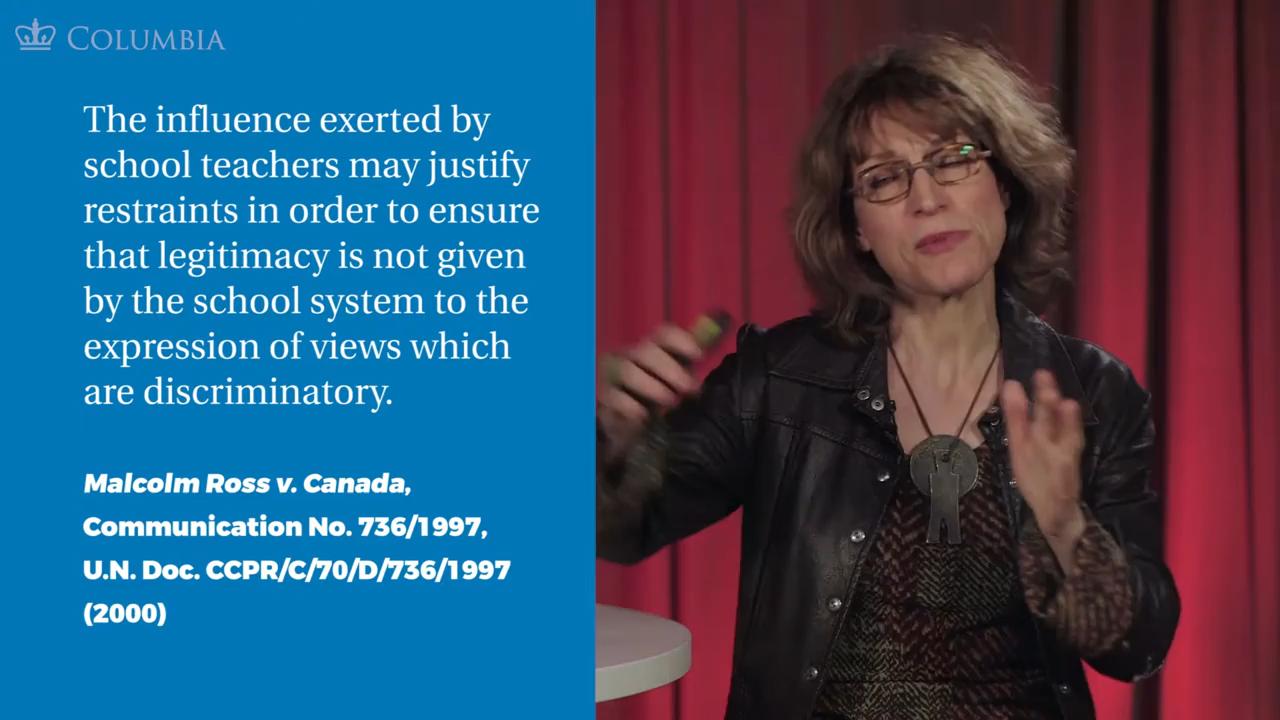 COLUMBIA
The influence exerted by
school teachers may justify
restraints in order to ensure
that legitimacy is not given
by the school system to the
expression of views which
are discriminatory.
Malcolm Ross v. Canada,
Communication No. 736/1997,
U.N. Doc. CCPR/C/70/D/736/1997
(2000)